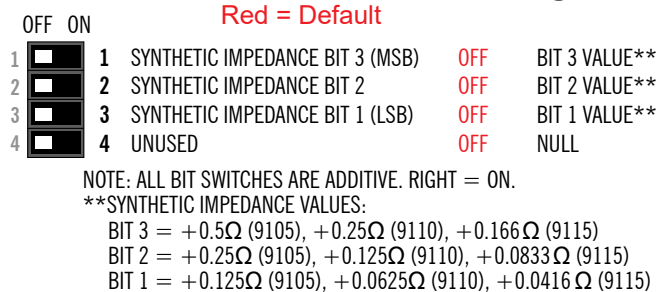 Red = Default
OFF ON
1 1 SYNTHETIC IMPEDANCE BIT 3 (MSB) OFF BIT 3 VALUE**
2 2 SYNTHETIC IMPEDANCE BIT 2 OFF BIT 2 VALUE**
3 3 SYNTHETIC IMPEDANCE BIT 1 (LSB) OFF BIT 1 VALUE**
4 4 UNUSED OFF NULL
NOTE: ALL BIT SWITCHES ARE ADDITIVE. RIGHT = ON.
**SYNTHETIC IMPEDANCE VALUES:
BIT 3 = +0.5Ω (9105), +0.25Ω (9110), +0.166Ω (9115)
BIT 2 = +0.25Ω (9105), +0.125Ω (9110), +0.0833Ω (9115)
BIT 1 = +0.125Ω (9105), +0.0625Ω (9110), +0.0416Ω (9115)